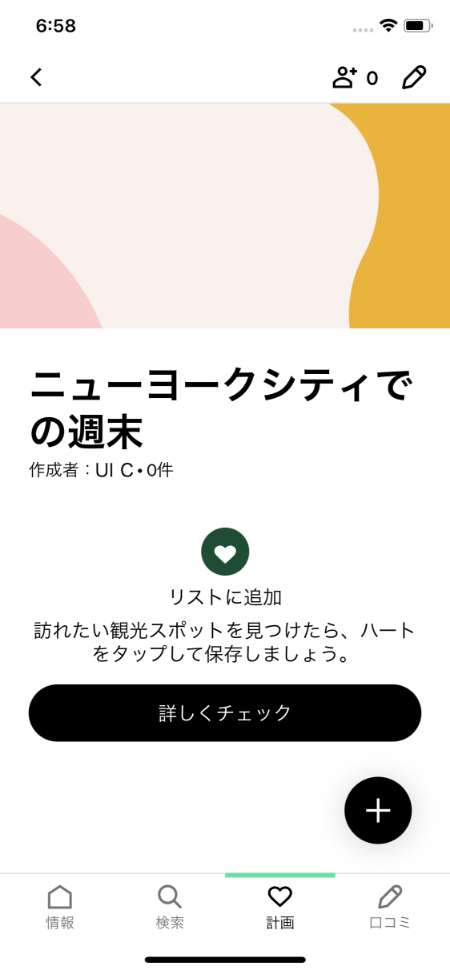 6:58
0
ニューヨークシティで
の週末
作成者：UI C•0件
リストに追加
訪れたい観光スポットを見つけたら、ハート
をタップして保存しましょう。
詳しくチェック
情報
検索
計画
口コミ